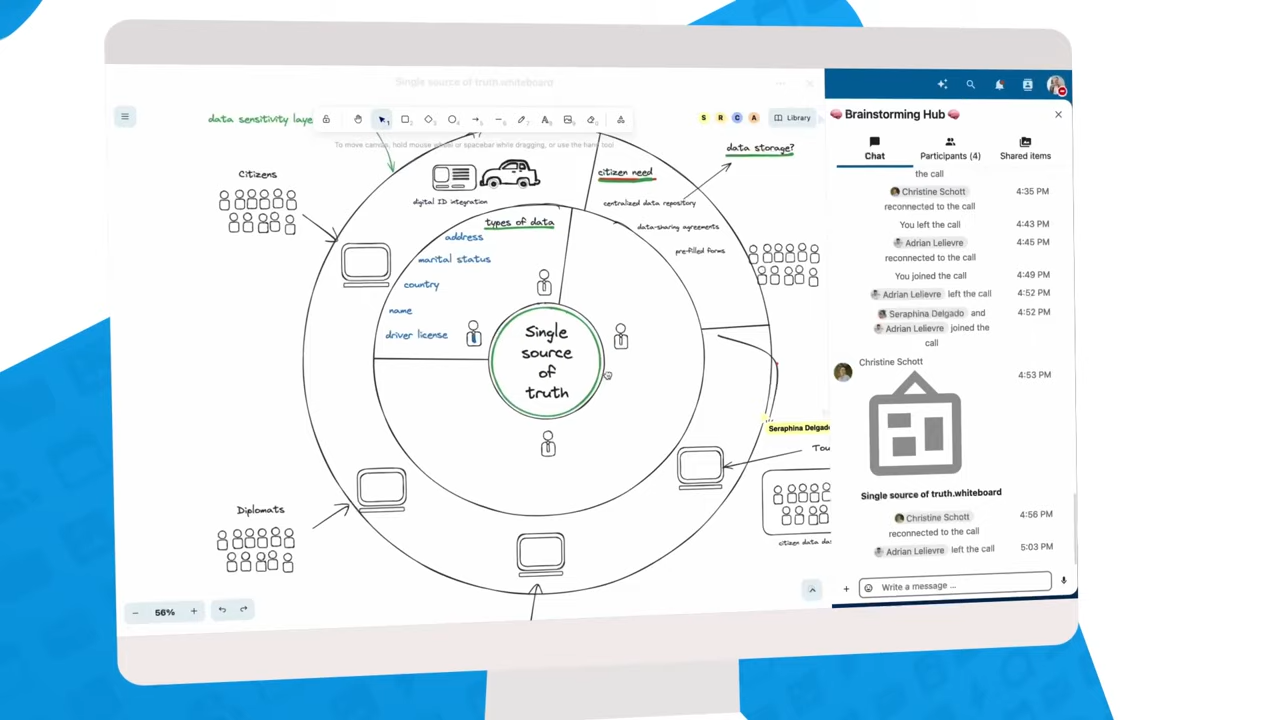 Single source of truth.whiteboard
data sensitivity laye
S R C A
Library
To move canvas, hold mouse wheel or spacebar while dragging, or use the hand tool
data storage?
Citizens
digital ID integration
citizen need
centralized data repository
data-sharing agreements
pre-filled forms
types of data
address
marital status
country
name
driver license
Single
source
of
truth
Seraphina Delgado
Tou
Diplomats
citizen data das
56%
🧠 Brainstorming Hub 🧠
Chat
Participants (4)
Shared items
the call
Christine Schott 4:35 PM
reconnected to the call
You left the call 4:43 PM
Adrian Lelievre 4:45 PM
reconnected to the call
You joined the call 4:49 PM
Adrian Lelievre left the call 4:52 PM
Seraphina Delgado and 4:52 PM
Adrian Lelievre joined the
call
Christine Schott
4:53 PM
Single source of truth.whiteboard
Christine Schott 4:56 PM
reconnected to the call
Adrian Lelievre left the call 5:03 PM
Write a message ...